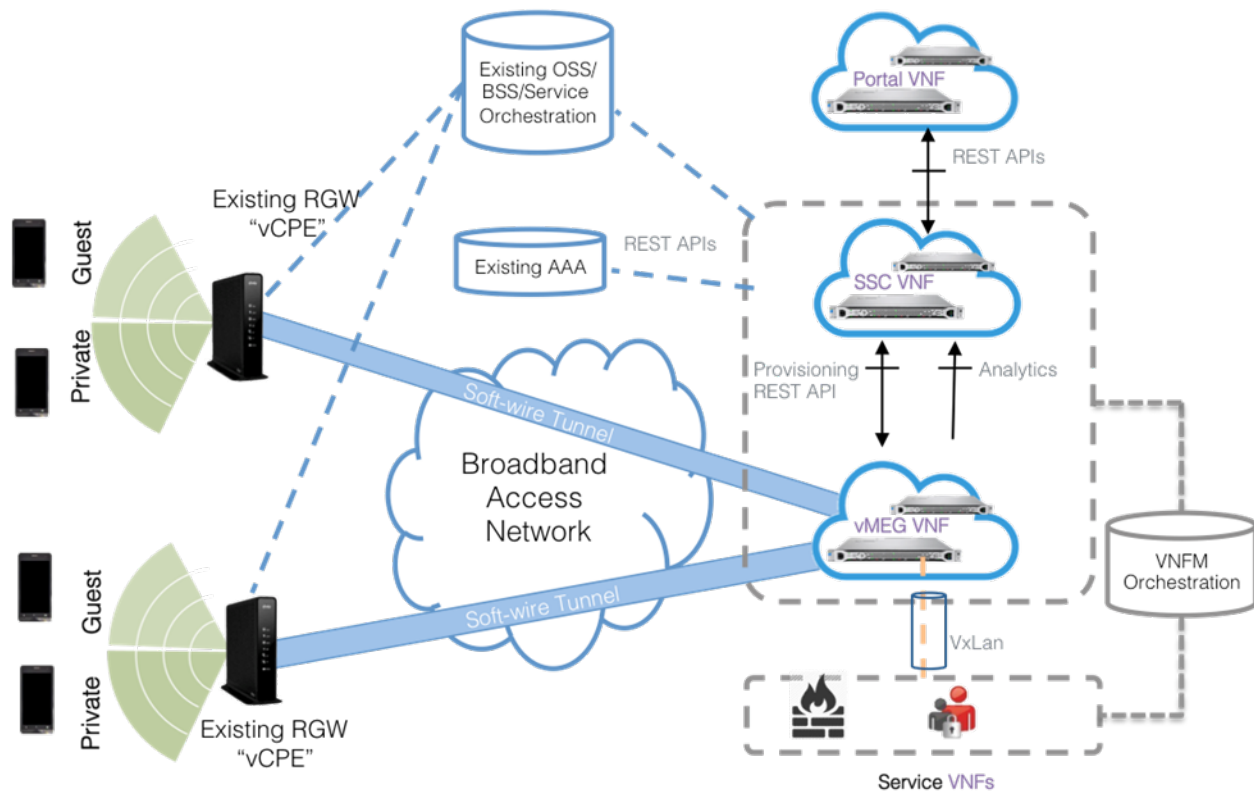 Existing OSS/
BSS/Service
Orchestration
Portal VNF
REST APIs
Existing RGW
“vCPE”
Guest
Private
Existing AAA
REST APIs
SSC VNF
Provisioning
REST API
Analytics
Soft-wire Tunnel
Broadband
Access
Network
vMEG VNF
VNFM
Orchestration
Guest
Private
Soft-wire Tunnel
VxLan
Existing RGW
“vCPE”
Service VNFs